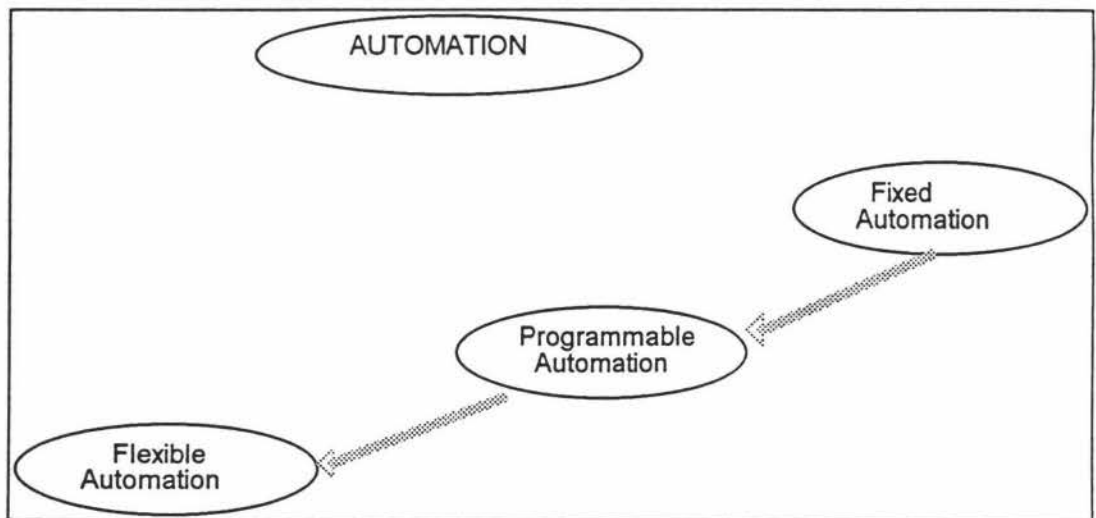 AUTOMATION
Fixed
Automation
Programmable
Automation
Flexible
Automation